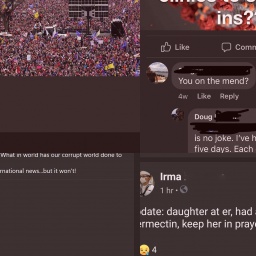 What in world has our corrupt world done to
rnational news...but it won't!
ins??
Like
Comm
You on the mend?
4w Like Reply
Doug
is no joke. I've h
five days. Each
Irma
1 hr
date: daughter at er, had
ermectin, keep her in praye
4